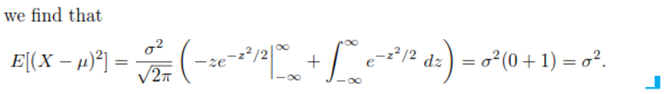 we find that
E[(X − μ)²] = σ²/√2π ( −ze^{−z²/2}|_{−∞}^{∞} + ∫_{−∞}^{∞} e^{−z²/2} dz ) = σ²(0 + 1) = σ².